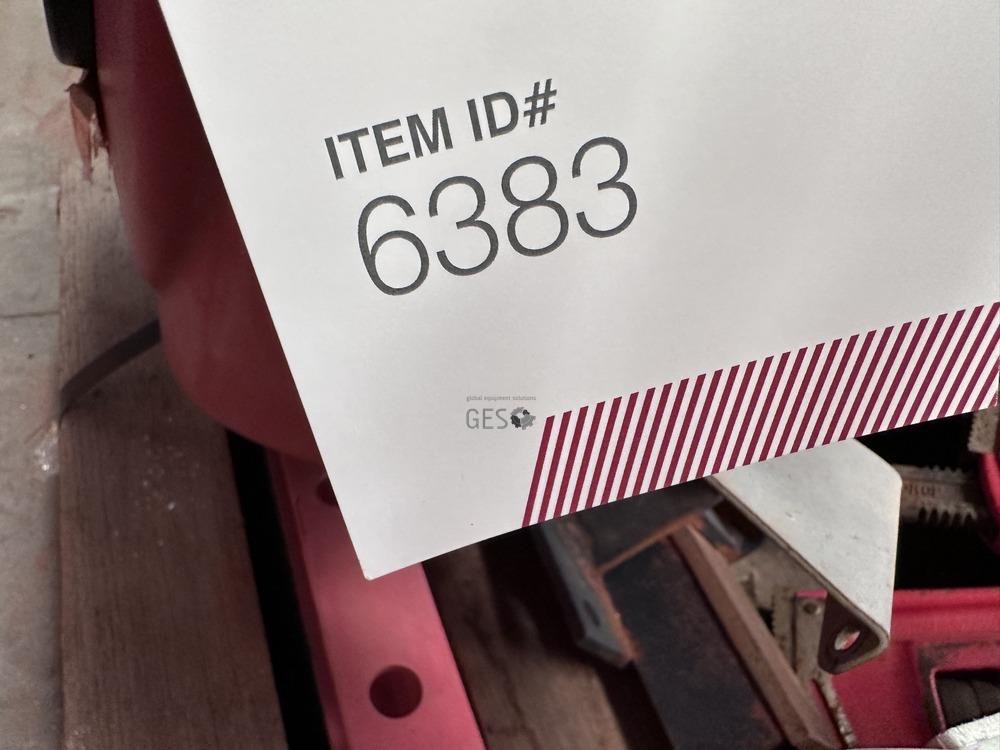 ITEM ID#
6383
global equipment solutions
GES